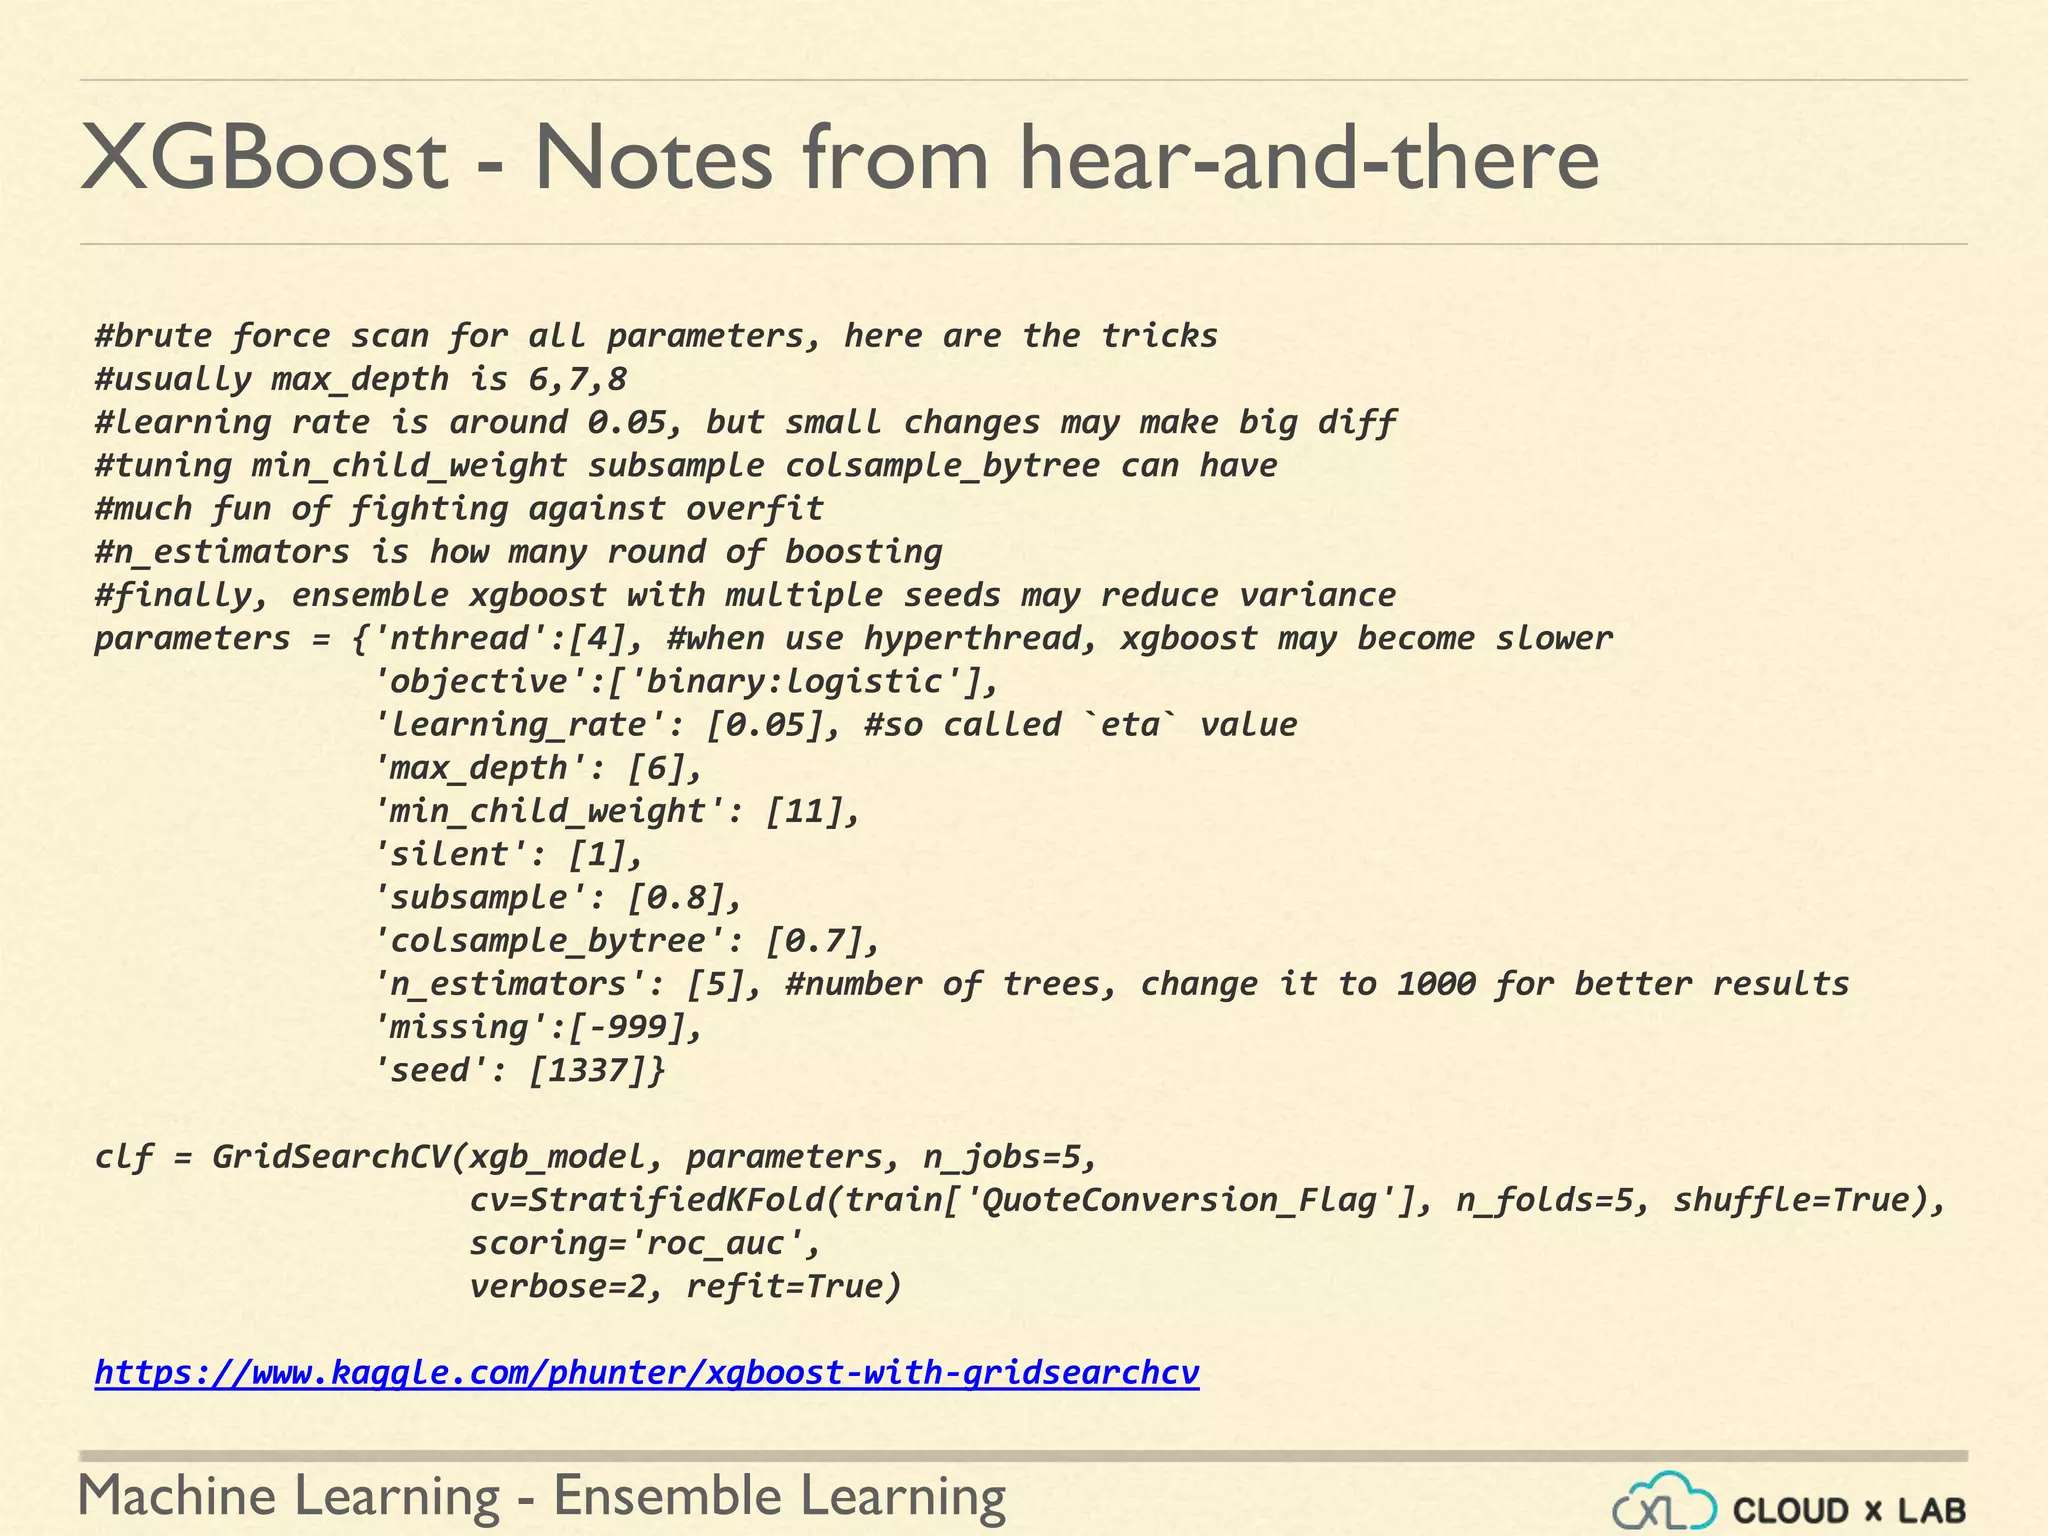 XGBoost - Notes from hear-and-there
#brute force scan for all parameters, here are the tricks
#usually max_depth is 6,7,8
#learning rate is around 0.05, but small changes may make big diff
#tuning min_child_weight subsample colsample_bytree can have
#much fun of fighting against overfit
#n_estimators is how many round of boosting
#finally, ensemble xgboost with multiple seeds may reduce variance
parameters = {'nthread':[4], #when use hyperthread, xgboost may become slower
'objective':['binary:logistic'],
'learning_rate': [0.05], #so called `eta` value
'max_depth': [6],
'min_child_weight': [11],
'silent': [1],
'subsample': [0.8],
'colsample_bytree': [0.7],
'n_estimators': [5], #number of trees, change it to 1000 for better results
'missing':[-999],
'seed': [1337]}
clf = GridSearchCV(xgb_model, parameters, n_jobs=5,
cv=StratifiedKFold(train['QuoteConversion_Flag'], n_folds=5, shuffle=True),
scoring='roc_auc',
verbose=2, refit=True)
https://www.kaggle.com/phunter/xgboost-with-gridsearchcv
Machine Learning - Ensemble Learning
XL CLOUD x LAB